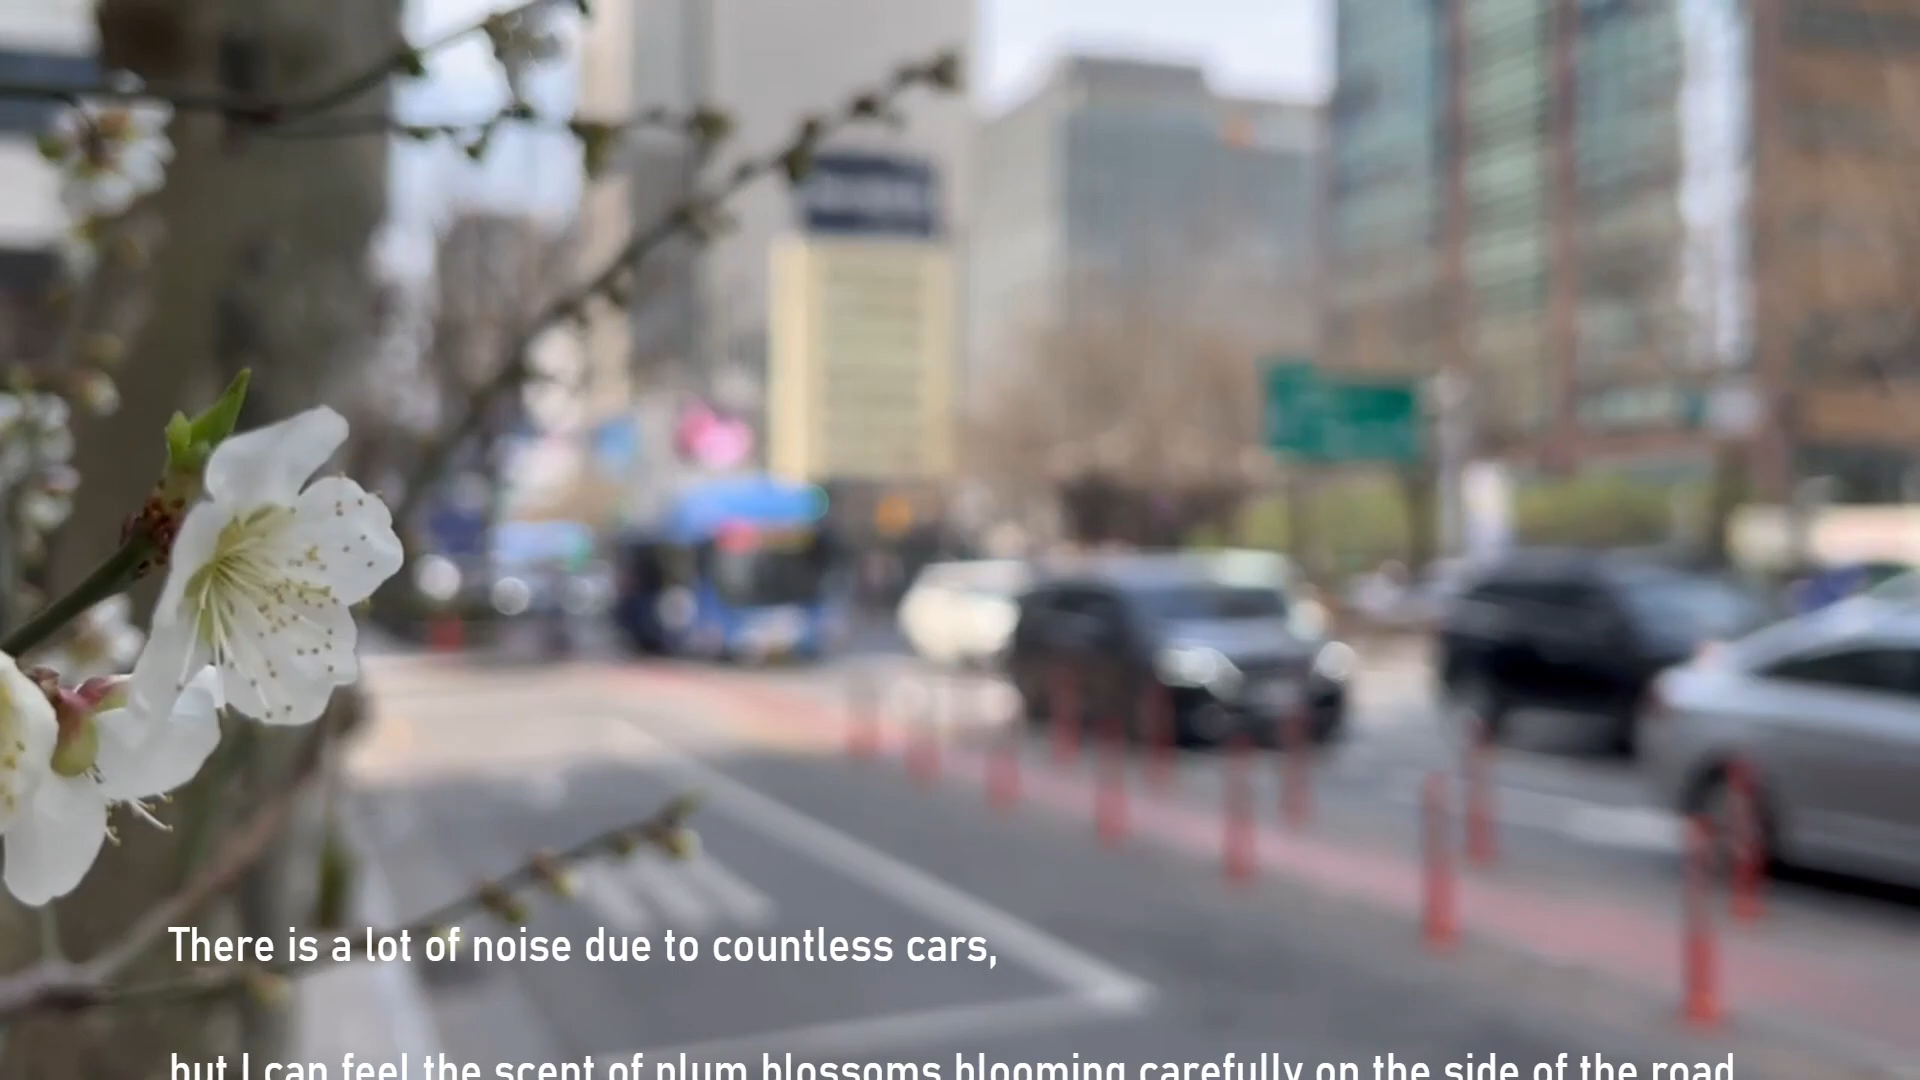 There is a lot of noise due to countless cars,
but I can feel the scent of plum blossoms blooming carefully on the side of the road